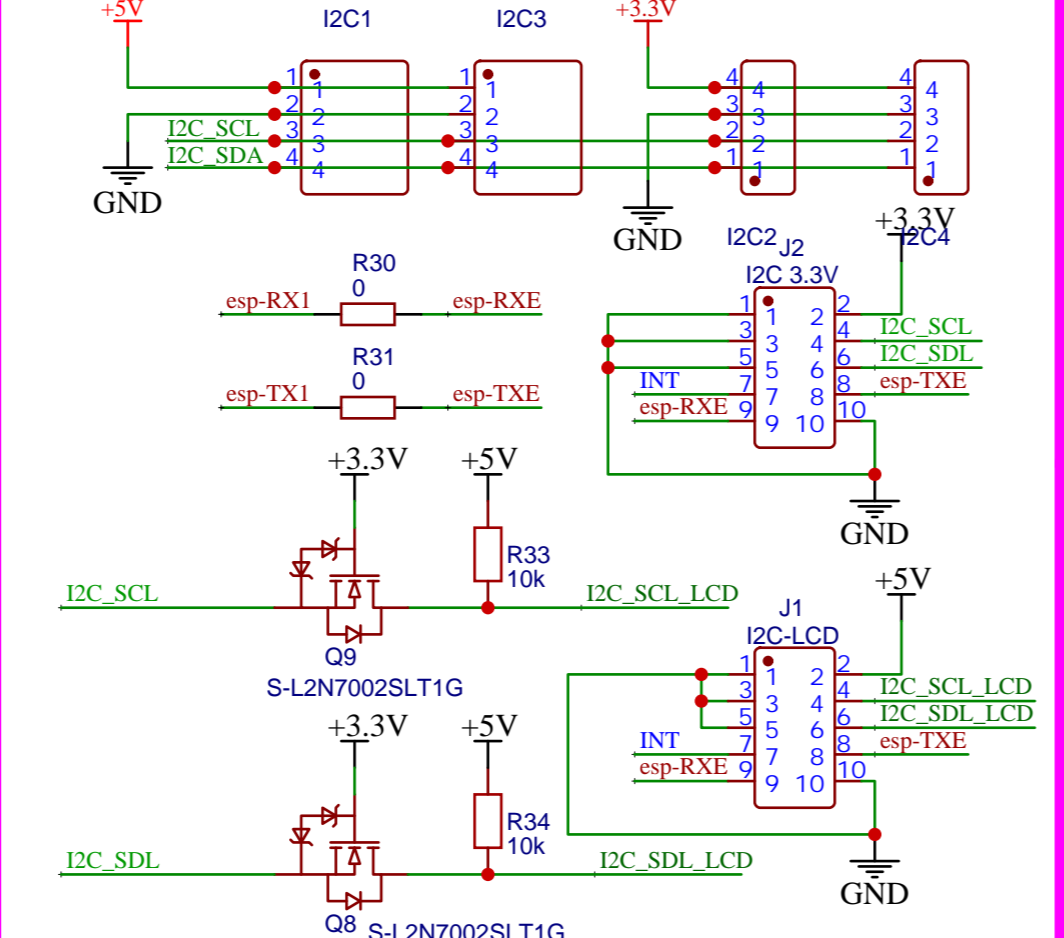 +5V
I2C1
I2C3
+3.3V
1 1
2 2
3 3
4 4
1 1
2 2
3 3
4 4
4 4
3 3
2 2
1 1
4 4
3 3
2 2
1 1
I2C_SCL
I2C_SDA
GND
GND
I2C2
I2C4
+3.3V
R30
0
esp-RX1
esp-RXE
R31
0
esp-TX1
esp-TXE
J2
I2C 3.3V
1 1 2 2
3 3 4 4 I2C_SCL
5 5 6 6 I2C_SDL
INT 7 7 8 8 esp-TXE
esp-RXE 9 9 10 10
GND
+3.3V
+5V
R33
10k
I2C_SCL
I2C_SCL_LCD
Q9
S-L2N7002SLT1G
+5V
J1
I2C-LCD
1 1 2 2
3 3 4 4 I2C_SCL_LCD
5 5 6 6 I2C_SDL_LCD
INT 7 7 8 8 esp-TXE
esp-RXE 9 9 10 10
GND
+3.3V
+5V
R34
10k
I2C_SDL
I2C_SDL_LCD
Q8
S-L2N7002SLT1G